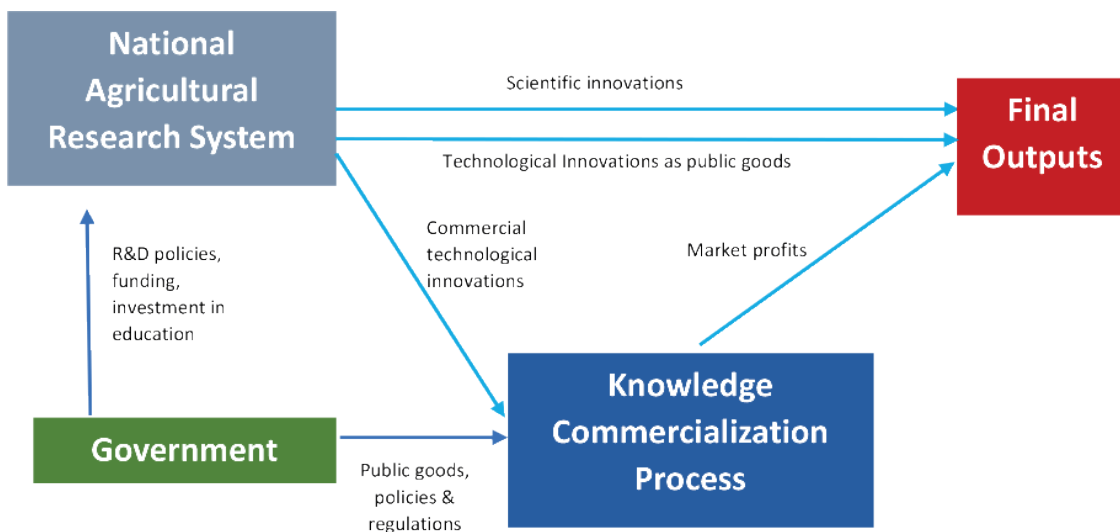 National
Agricultural
Research System
Scientific innovations
Final
Outputs
Technological Innovations as public goods
R&D policies,
funding,
investment in
education
Commercial
technological
innovations
Market profits
Government
Public goods,
policies &
regulations
Knowledge
Commercialization
Process